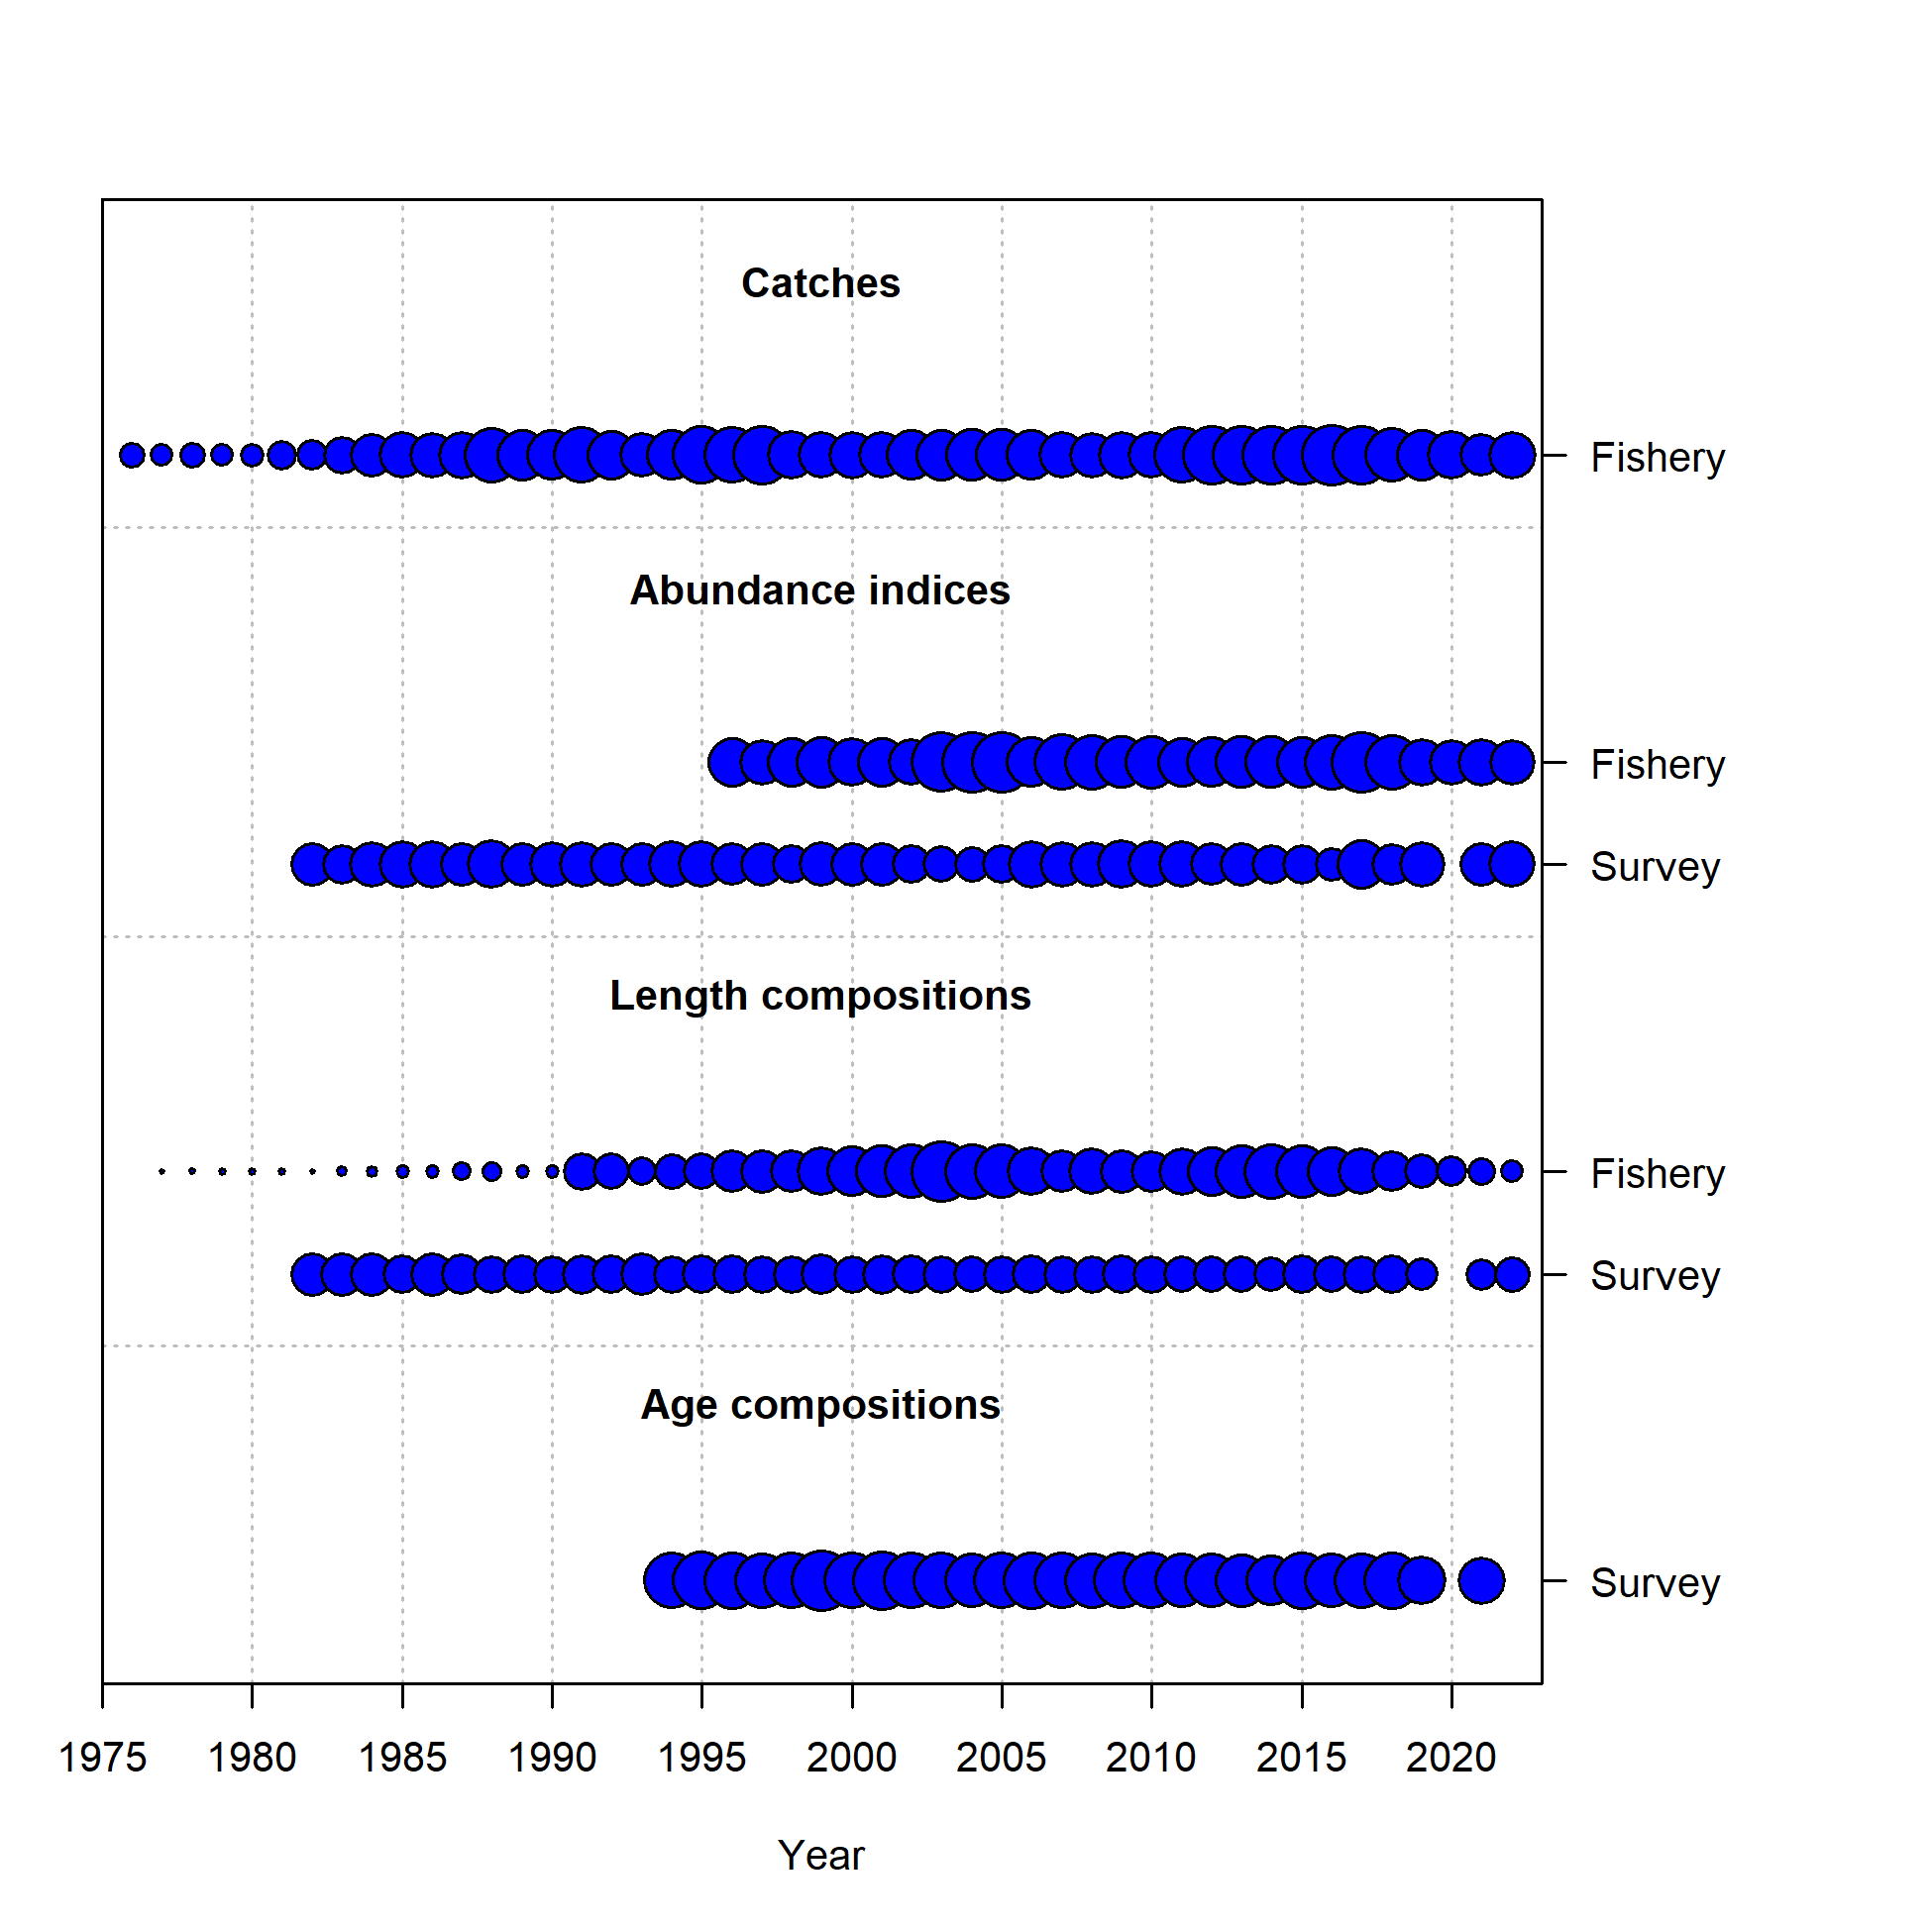 Catches
Fishery
Abundance indices
Fishery
Survey
Length compositions
Fishery
Survey
Age compositions
Survey
1975 1980 1985 1990 1995 2000 2005 2010 2015 2020
Year